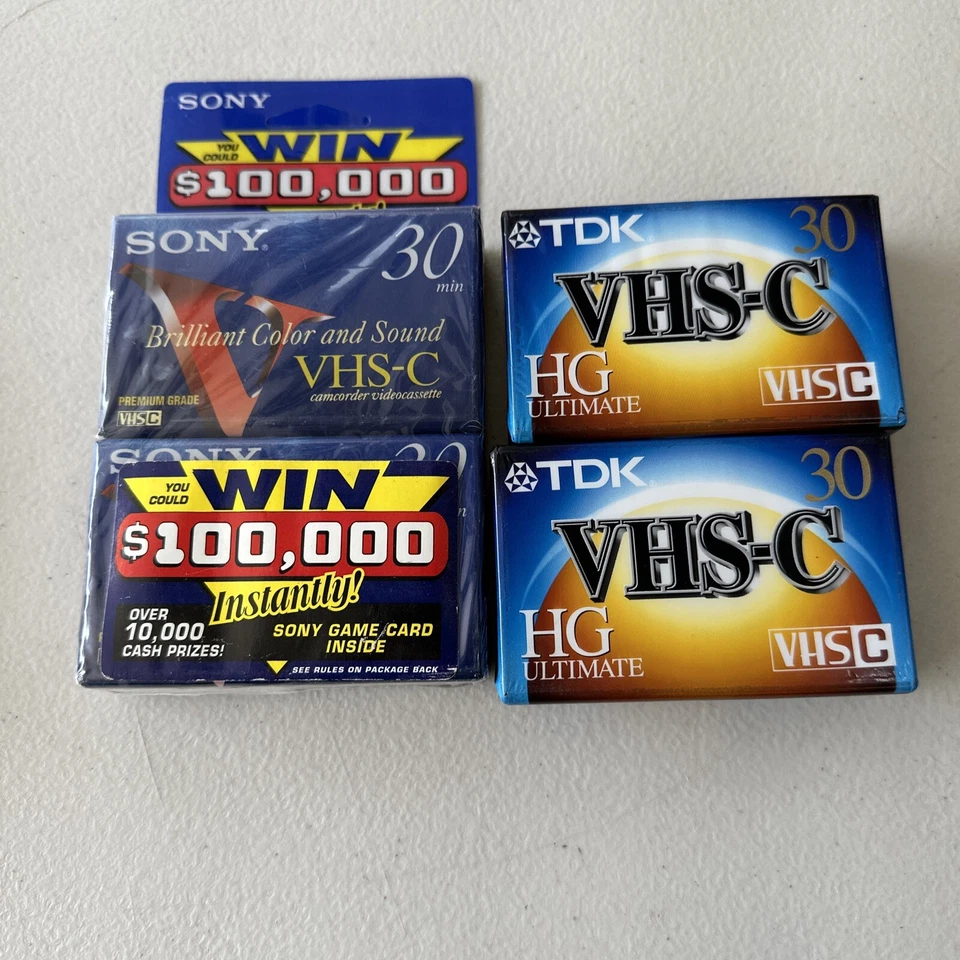 SONY
YOU COULD WIN
$100,000
SONY®
30
min
Brilliant Color and Sound
VHS-C
camcorder videocassette
PREMIUM GRADE
VHS C
SONY
30
YOU COULD WIN
$100,000
Instantly!
OVER
10,000
CASH PRIZES!
SONY GAME CARD
INSIDE
SEE RULES ON PACKAGE BACK
TDK
30
VHS-C
HG
ULTIMATE
VHS C
TDK
30
VHS-C
HG
ULTIMATE
VHS C